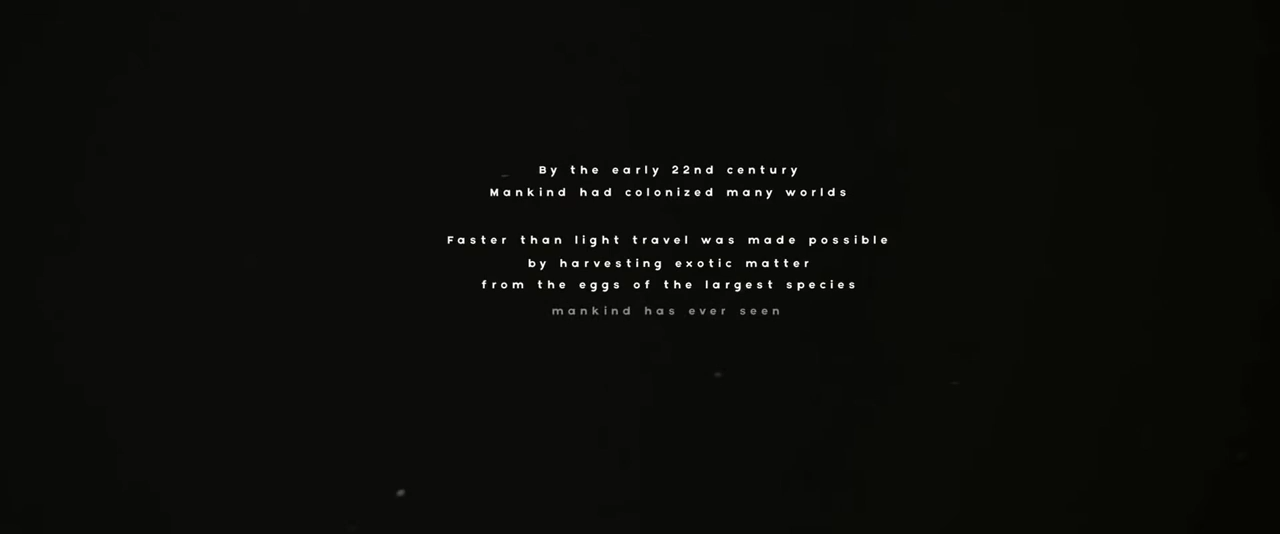 By the early 22nd century
Mankind had colonized many worlds
Faster than light travel was made possible
by harvesting exotic matter
from the eggs of the largest species
mankind has ever seen